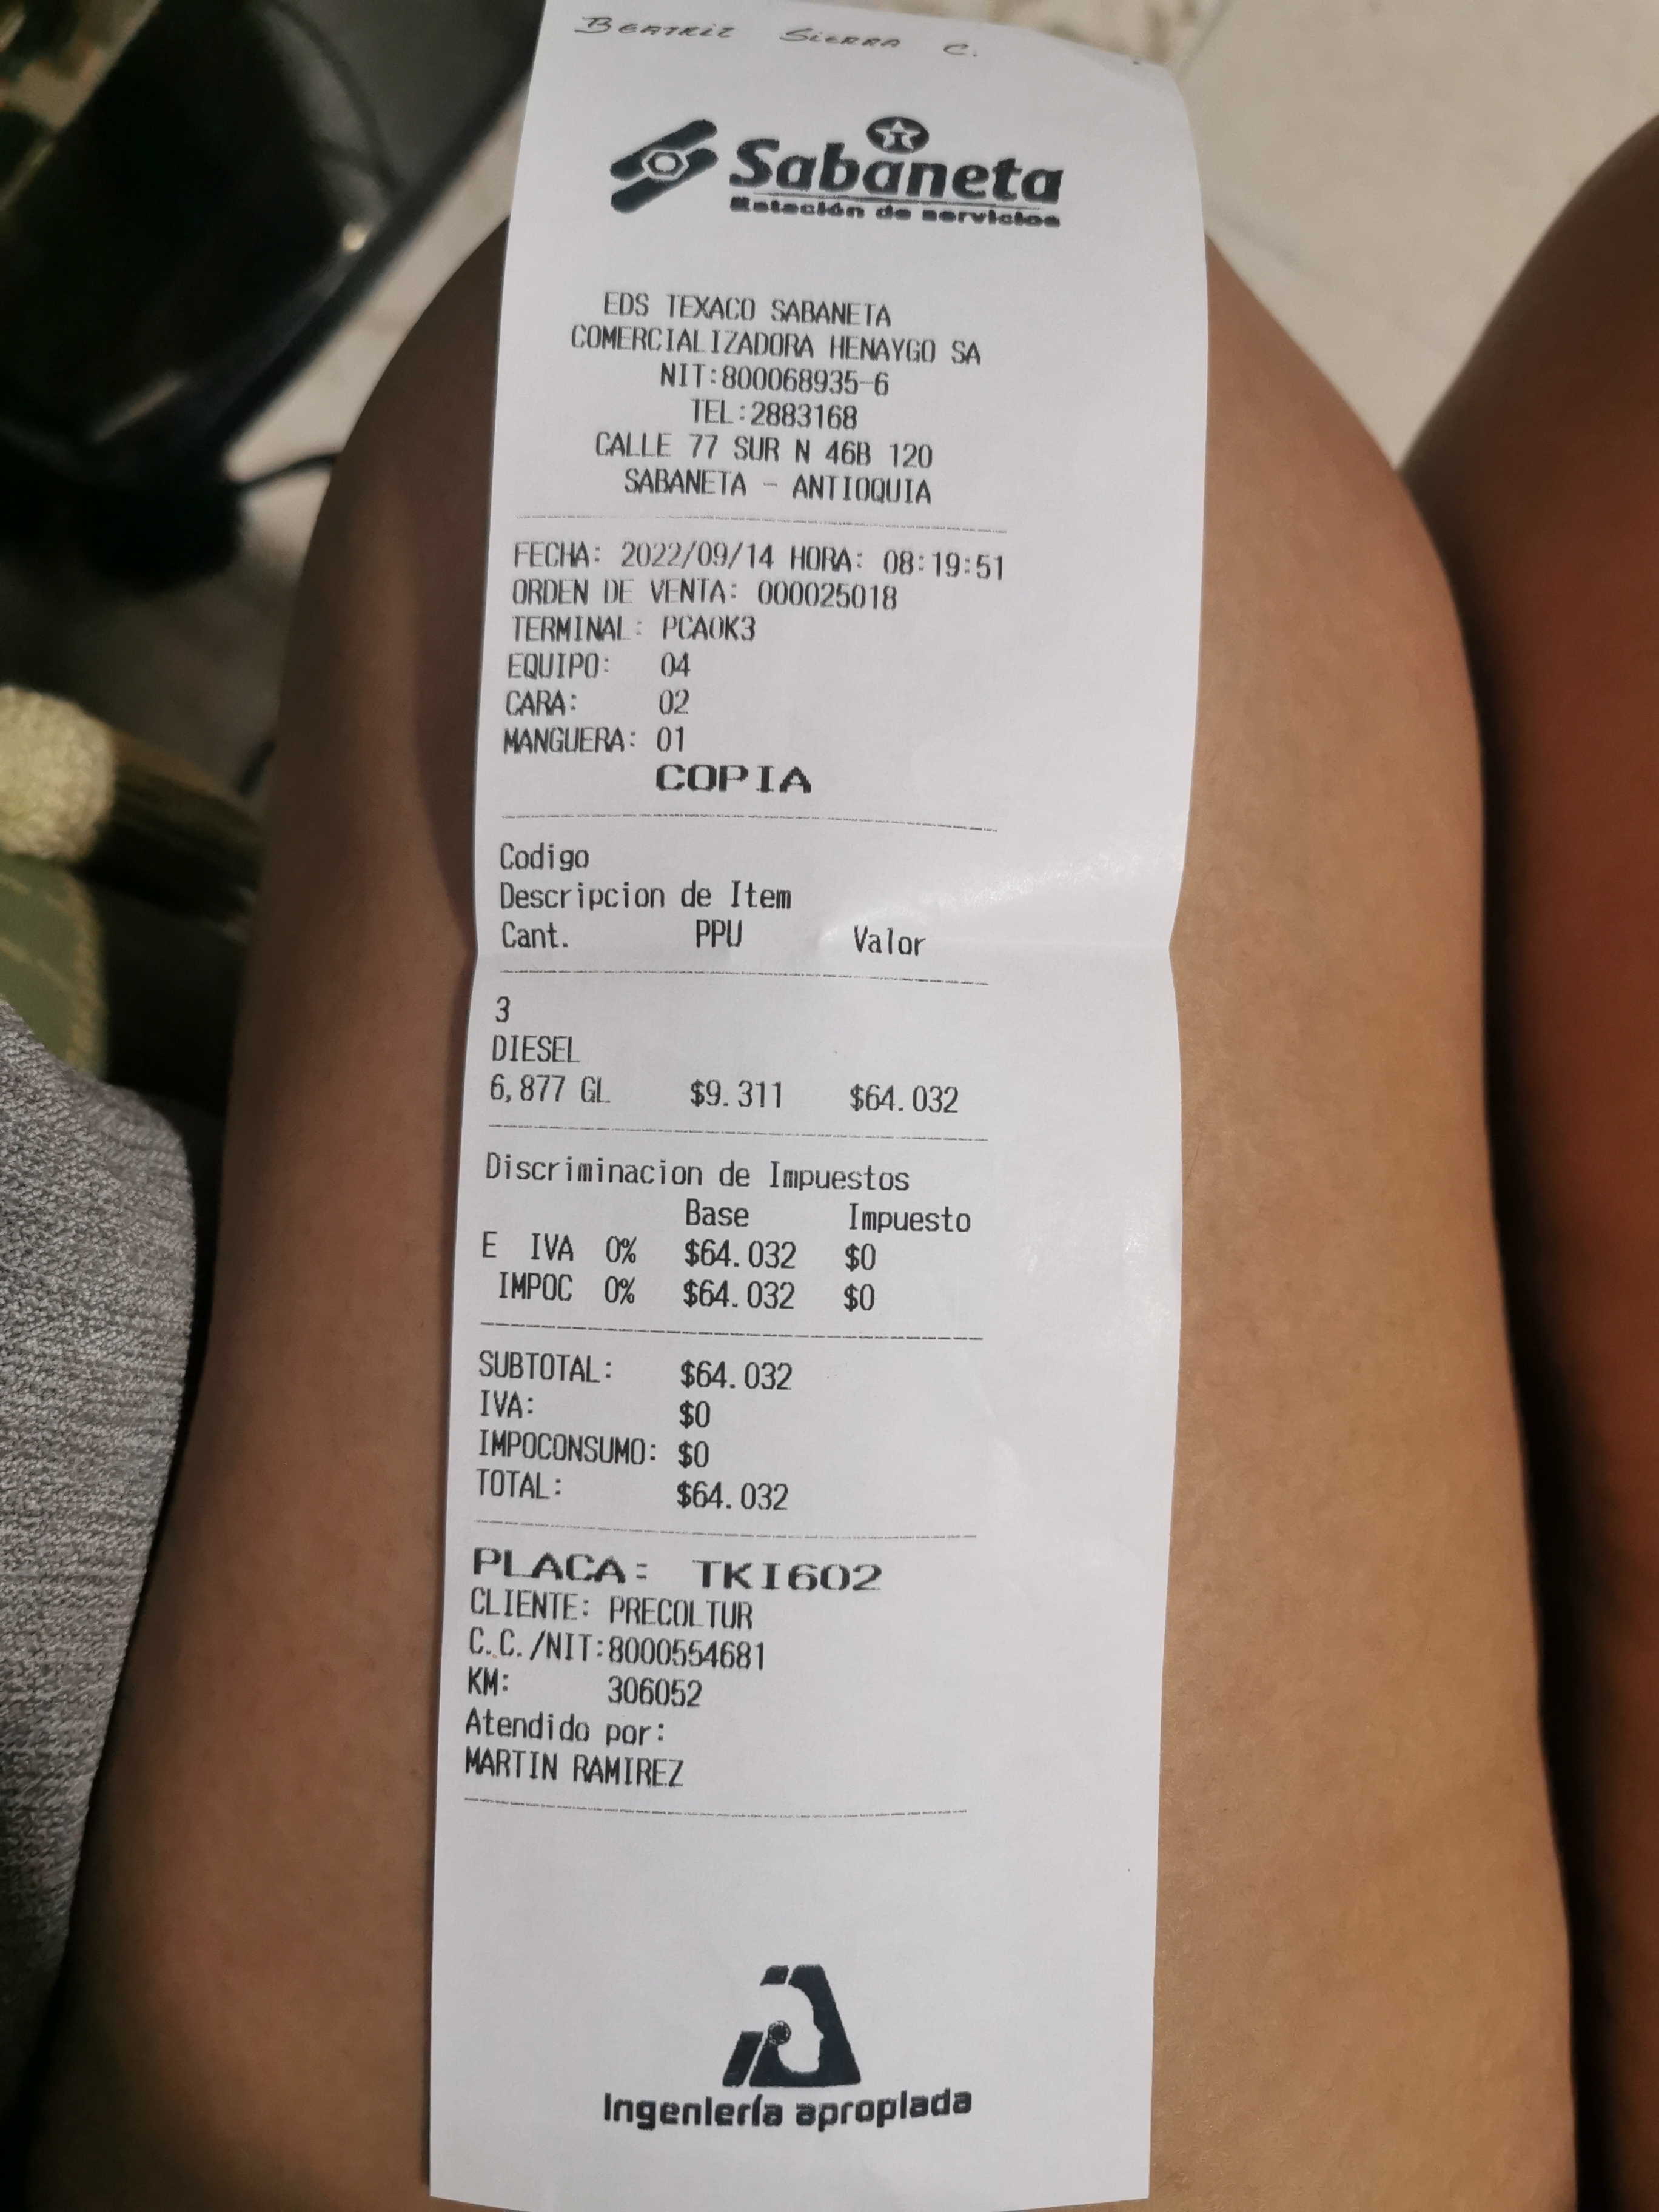 BEATRIZ SIERRA C.
Sabaneta
Estación de servicios
EDS TEXACO SABANETA
COMERCIALIZADORA HENAYGO SA
NIT:800068935-6
TEL:2883168
CALLE 77 SUR N 46B 120
SABANETA - ANTIOQUIA
FECHA: 2022/09/14 HORA: 08:19:51
ORDEN DE VENTA: 000025018
TERMINAL: PCAOK3
EQUIPO: 04
CARA: 02
MANGUERA: 01
COPIA
Codigo
Descripcion de Item
Cant. PPU Valor
3
DIESEL
6,877 GL $9.311 $64.032
Discriminacion de Impuestos
Base Impuesto
E IVA 0% $64.032 $0
IMPOC 0% $64.032 $0
SUBTOTAL: $64.032
IVA: $0
IMPOCONSUMO: $0
TOTAL: $64.032
PLACA: TKI602
CLIENTE: PRECOLTUR
C.C./NIT:8000554681
KM: 306052
Atendido por:
MARTIN RAMIREZ
Ingeniería apropiada